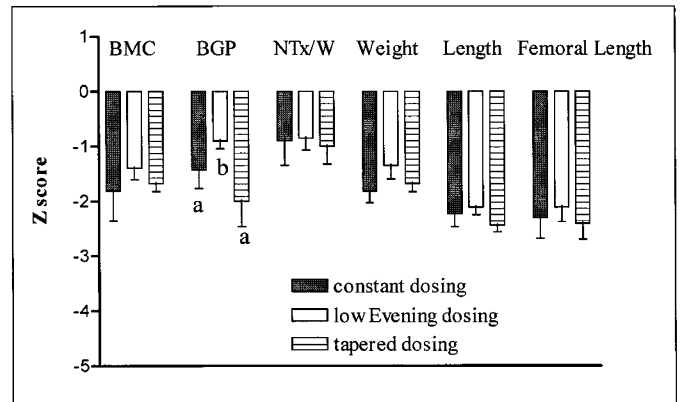 BMC BGP NTx/W Weight Length Femoral Length
1
0
-1
-2
-3
-4
-5
Z score
a
b
a
constant dosing
low Evening dosing
tapered dosing